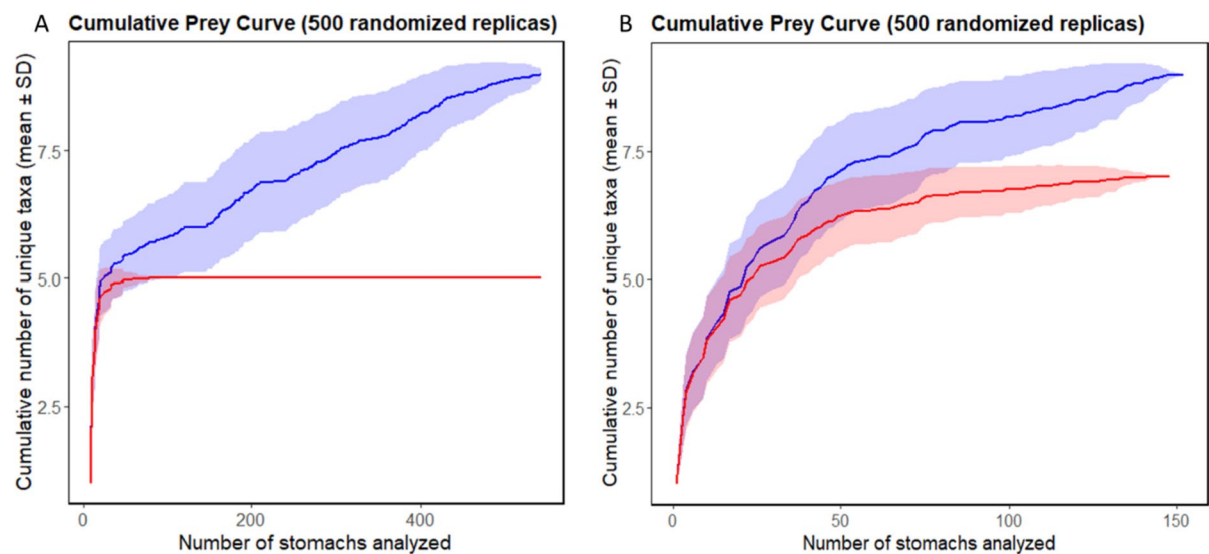 A Cumulative Prey Curve (500 randomized replicas)
Cumulative number of unique taxa (mean ± SD)
7.5
5.0
2.5
0
200
400
Number of stomachs analyzed
B Cumulative Prey Curve (500 randomized replicas)
Cumulative number of unique taxa (mean ± SD)
7.5
5.0
2.5
0
50
100
150
Number of stomachs analyzed